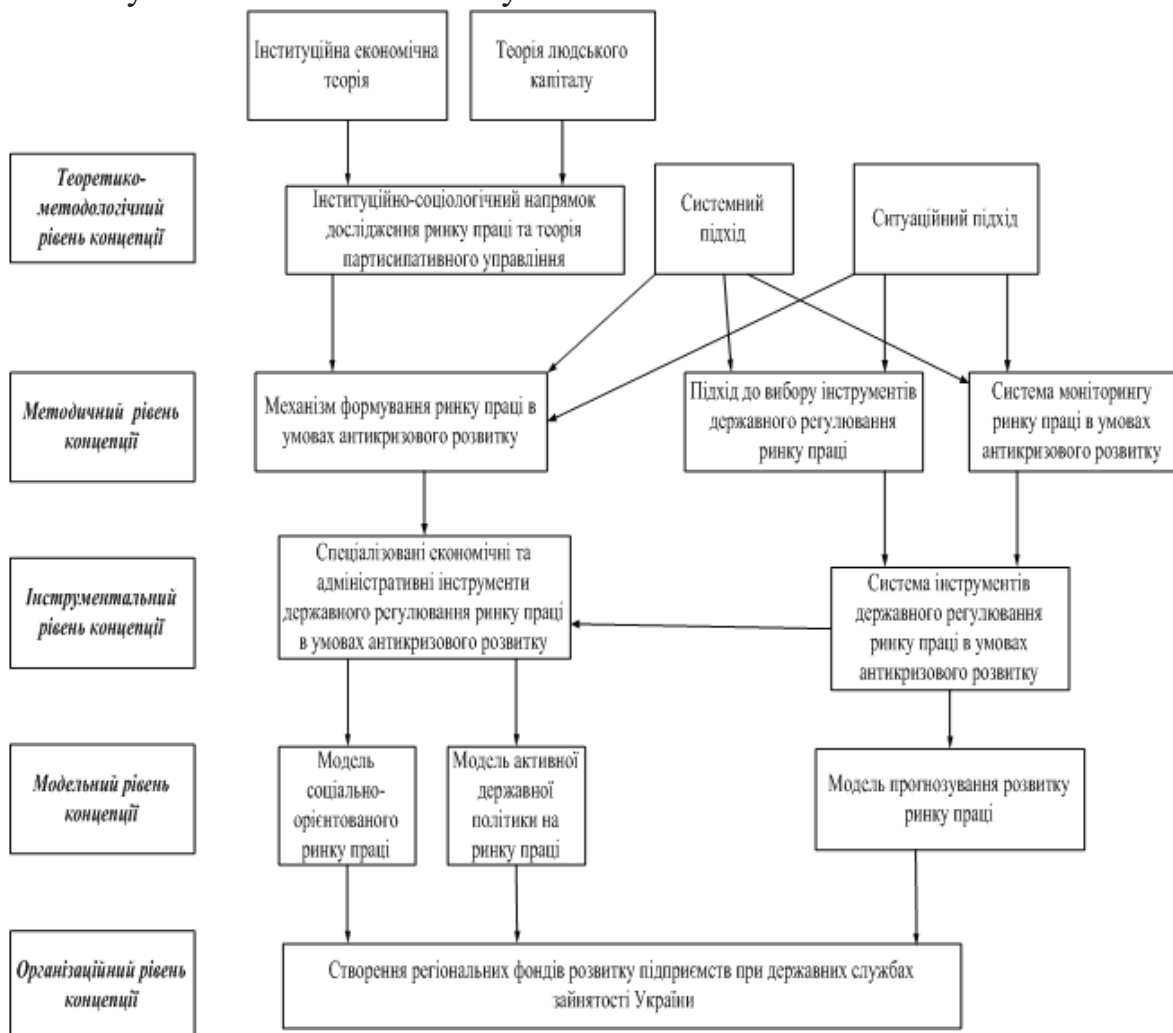 Інституційна економічна
теорія
Теорія людського
капіталу
Теоретико-
методологічний
рівень концепції
Інституційно-соціологічний напрямок
дослідження ринку праці та теорія
партисипативного управління
Системний
підхід
Ситуаційний підхід
Методичний рівень
концепції
Механізм формування ринку праці в
умовах антикризового розвитку
Підхід до вибору інструментів
державного регулювання
ринку праці
Система моніторингу
ринку праці в умовах
антикризового розвитку
Інструментальний
рівень концепції
Спеціалізовані економічні та
адміністративні інструменти
державного регулювання ринку праці
в умовах антикризового розвитку
Система інструментів
державного регулювання
ринку праці в умовах
антикризового розвитку
Модельний рівень
концепції
Модель
соціально-
орієнтованого
ринку праці
Модель активної
державної
політики на
ринку праці
Модель прогнозування розвитку
ринку праці
Організаційний рівень
концепції
Створення регіональних фондів розвитку підприємств при державних службах
зайнятості України